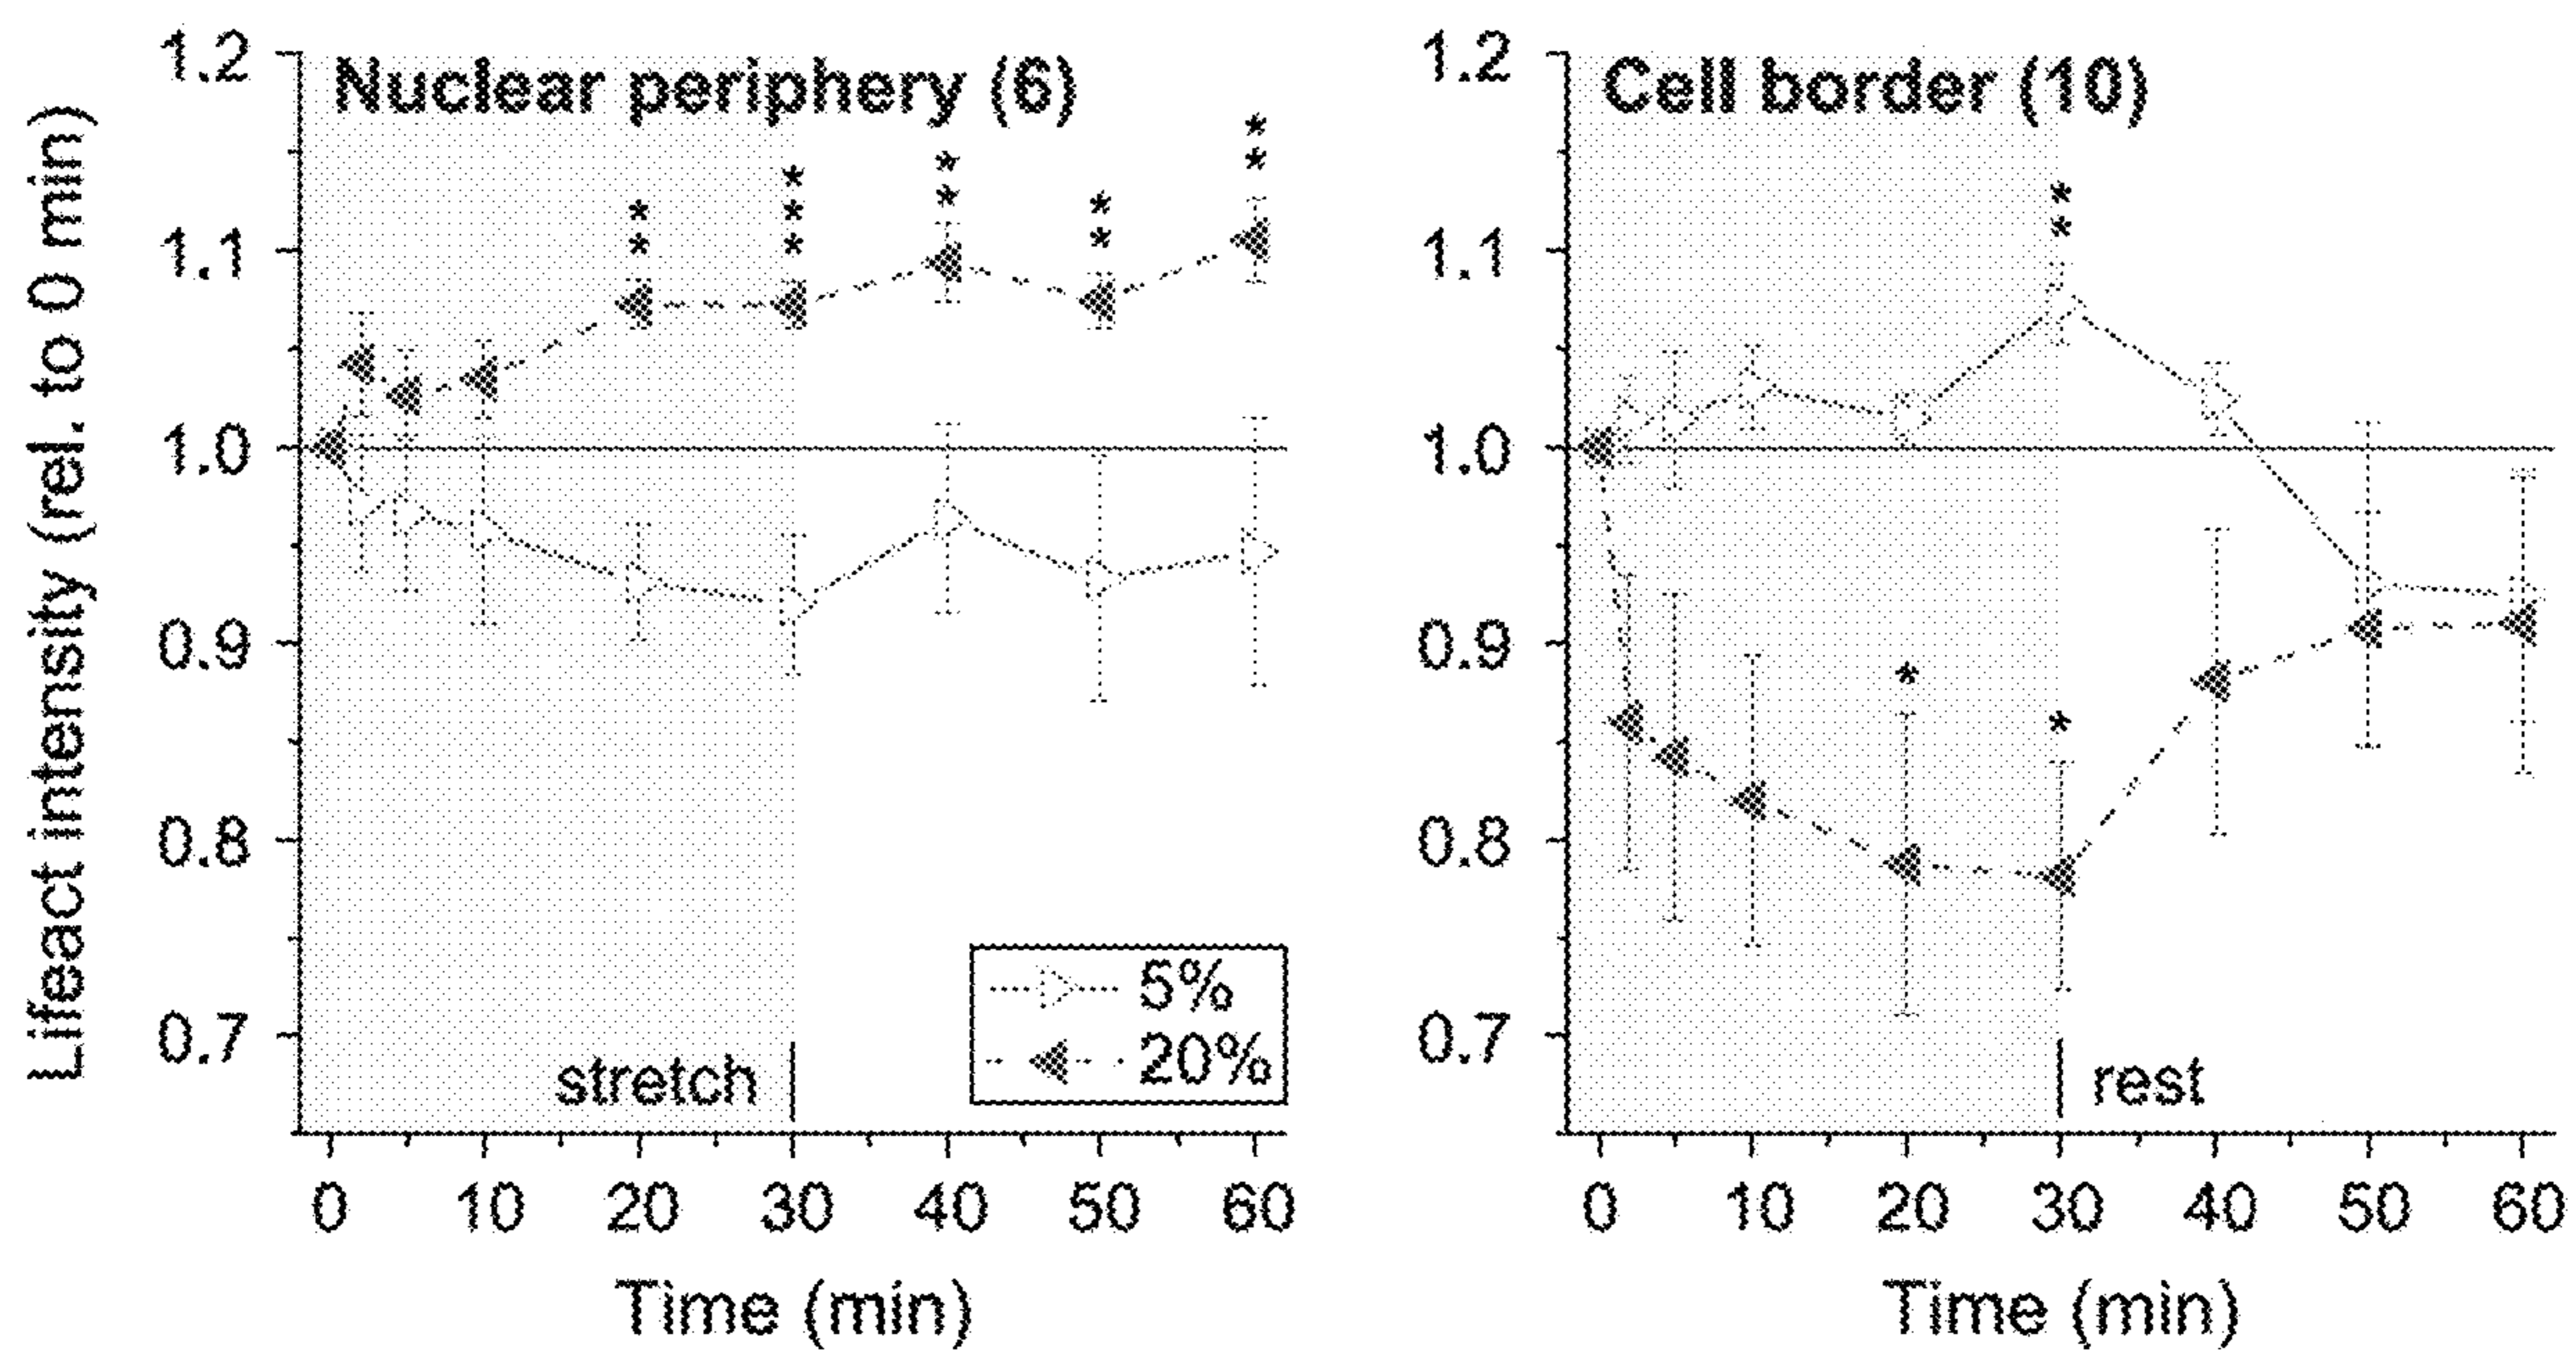 Lifeact intensity (rel. to 0 min)
Nuclear periphery (6)
1.2
1.1
1.0
0.9
0.8
0.7
* *
* * *
* *
* *
* *
stretch
5%
20%
0 10 20 30 40 50 60
Time (min)
Cell border (10)
1.2
1.1
1.0
0.9
0.8
0.7
* *
*
*
rest
0 10 20 30 40 50 60
Time (min)